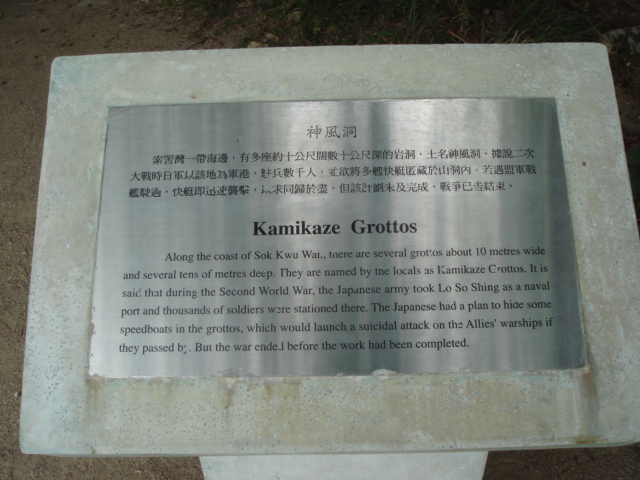 神風洞
索罟灣一帶海邊，有多座約十公尺闊數十公尺深的岩洞，土名神風洞。據說二次
大戰時日軍以該地為軍港，駐兵數千人，並欲將多艘快艇匿藏於山洞內。若遇盟軍戰
艦駛過，快艇即迅速襲擊，以求同歸於盡，但該計劃未及完成，戰爭已告結束。
Kamikaze Grottos
Along the coast of Sok Kwu Wan, there are several grottos about 10 metres wide
and several tens of metres deep. They are named by the locals as Kamikaze Grottos. It is
said that during the Second World War, the Japanese army took Lo So Shing as a naval
port and thousands of soldiers were stationed there. The Japanese had a plan to hide some
speedboats in the grottos, which would launch a suicidal attack on the Allies' warships if
they passed by. But the war ended before the work had been completed.